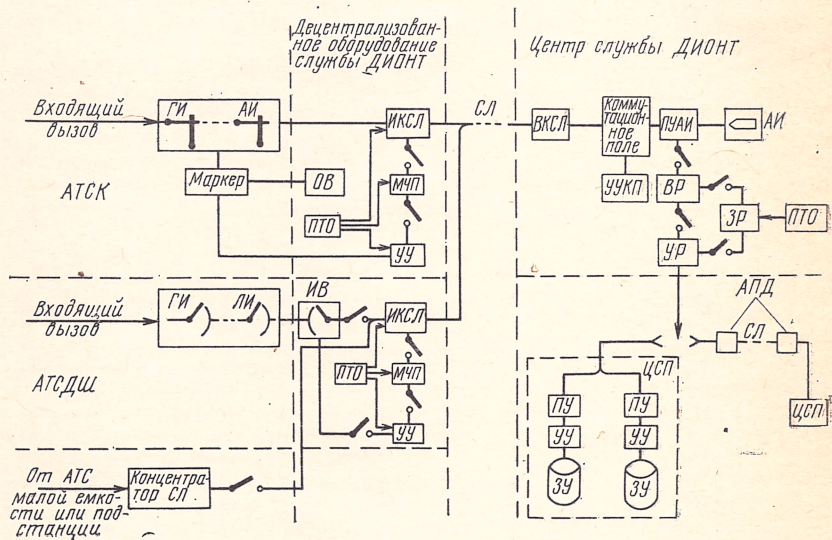 Децентрализован-
ное оборудование
службы ДИОНТ
Центр службы ДИОНТ
Входящий
вызов
ГИ
АИ
ИКСЛ
СЛ
ВКСЛ
Комму-
тацион-
ное
поле
ПУАИ
АИ
АТСК
Маркер
ОВ
МЧП
ПТО
УУ
УУКП
ВР
ЗР
ПТО
УР
Входящий
вызов
ГИ
ЛИ
ИВ
ИКСЛ
АТСДШ
ПТО
МЧП
УУ
АПД
СЛ
ЦСП
ЦСП
ПУ
ПУ
УУ
УУ
ЗУ
ЗУ
От АТС
малой емко-
сти или под-
станции
Концентра-
тор СЛ